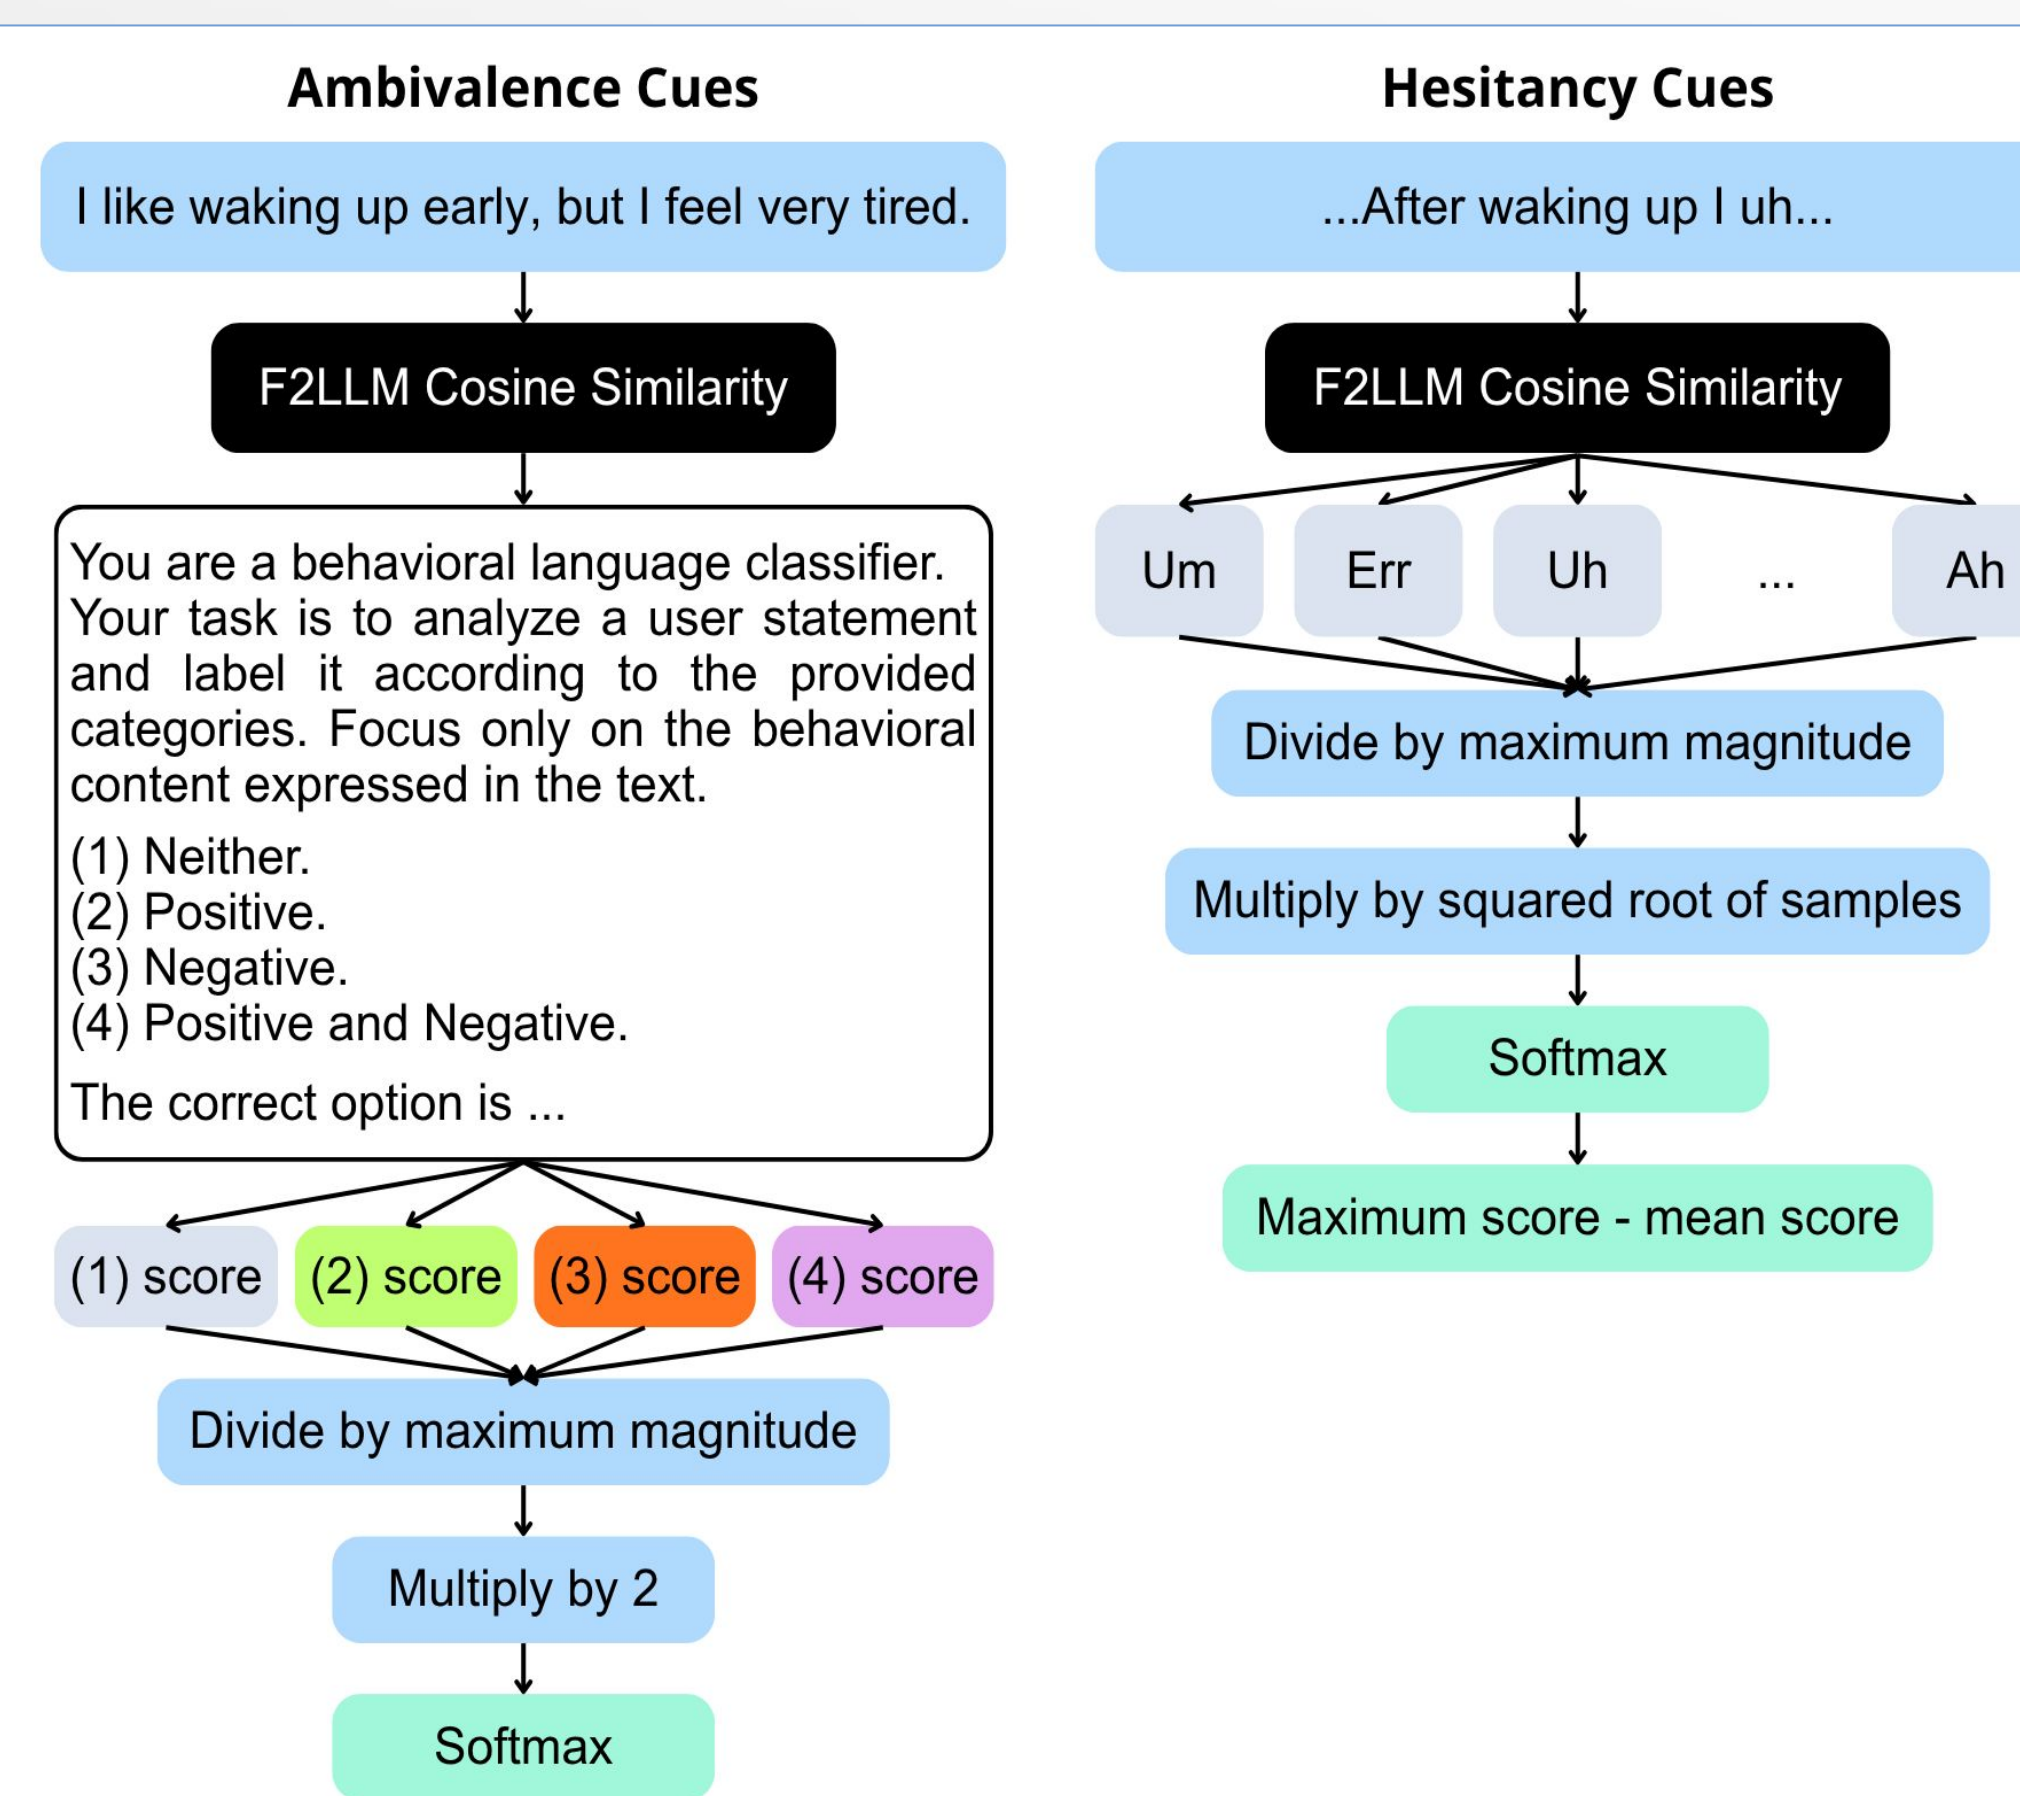 Ambivalence Cues
I like waking up early, but I feel very tired.
F2LLM Cosine Similarity
You are a behavioral language classifier.
Your task is to analyze a user statement
and label it according to the provided
categories. Focus only on the behavioral
content expressed in the text.
(1) Neither.
(2) Positive.
(3) Negative.
(4) Positive and Negative.
The correct option is ...
(1) score
(2) score
(3) score
(4) score
Divide by maximum magnitude
Multiply by 2
Softmax
Hesitancy Cues
...After waking up I uh...
F2LLM Cosine Similarity
Um
Err
Uh
...
Ah
Divide by maximum magnitude
Multiply by squared root of samples
Softmax
Maximum score - mean score